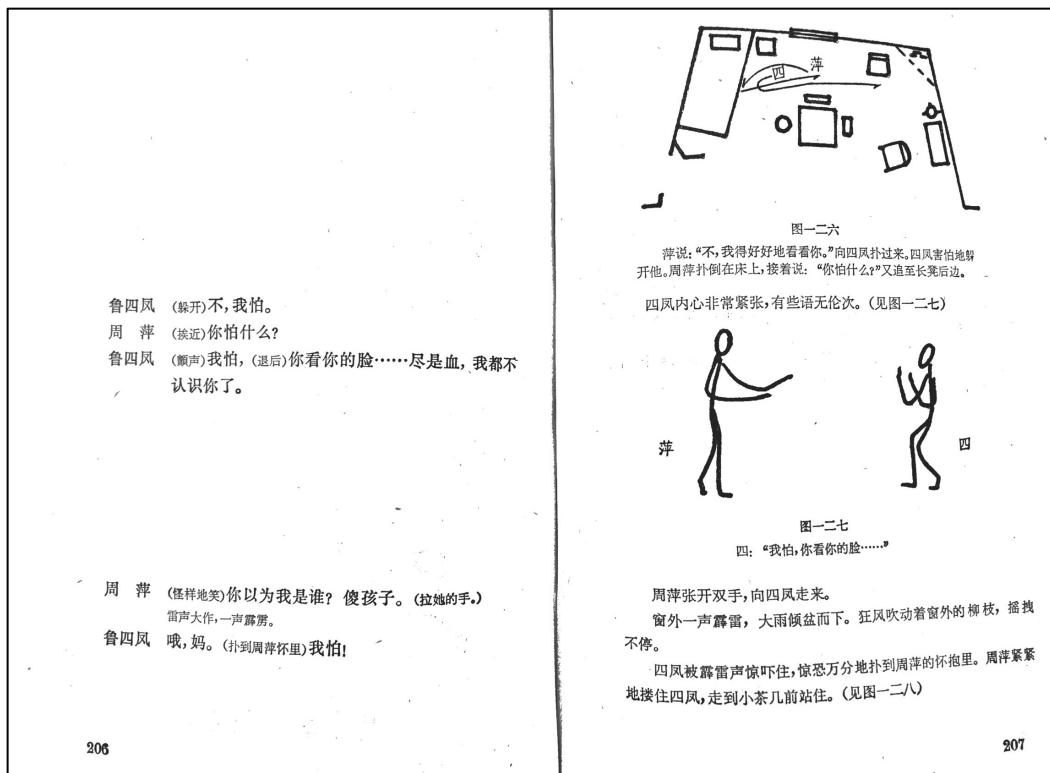 鲁四凤 (躲开)不,我怕。
周 萍 (挨近)你怕什么?
鲁四凤 (颤声)我怕,(退后)你看你的脸……尽是血,我都不
认识你了。
周 萍 (怪样地笑)你以为我是谁?傻孩子。(拉她的手。)
雷声大作,一声霹雳。
鲁四凤 哦,妈。(扑到周萍怀里)我怕!
206
四 萍
图一二六
萍说:“不,我得好好地看看你。”向四凤扑过来。四凤害怕地躲
开他。周萍扑倒在床上,接着说:“你怕什么?”又追至长凳后边。
四凤内心非常紧张,有些语无伦次。(见图一二七)
萍 四
图一二七
四:“我怕,你看你的脸……”
周萍张开双手,向四凤走来。
窗外一声霹雷,大雨倾盆而下。狂风吹动着窗外的柳枝,摇拽
不停。
四凤被霹雷声惊吓住,惊恐万分地扑到周萍的怀抱里。周萍紧紧
地搂住四凤,走到小茶几前站住。(见图一二八)
207